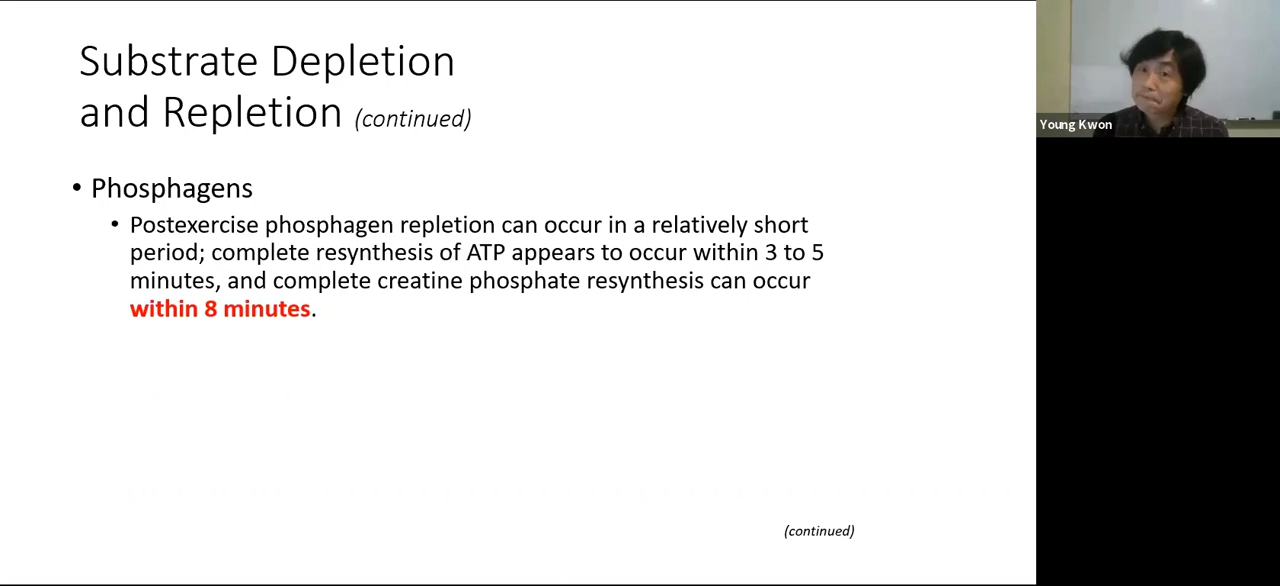 Substrate Depletion
and Repletion (continued)
• Phosphagens
• Postexercise phosphagen repletion can occur in a relatively short
period; complete resynthesis of ATP appears to occur within 3 to 5
minutes, and complete creatine phosphate resynthesis can occur
within 8 minutes.
(continued)
Young Kwon